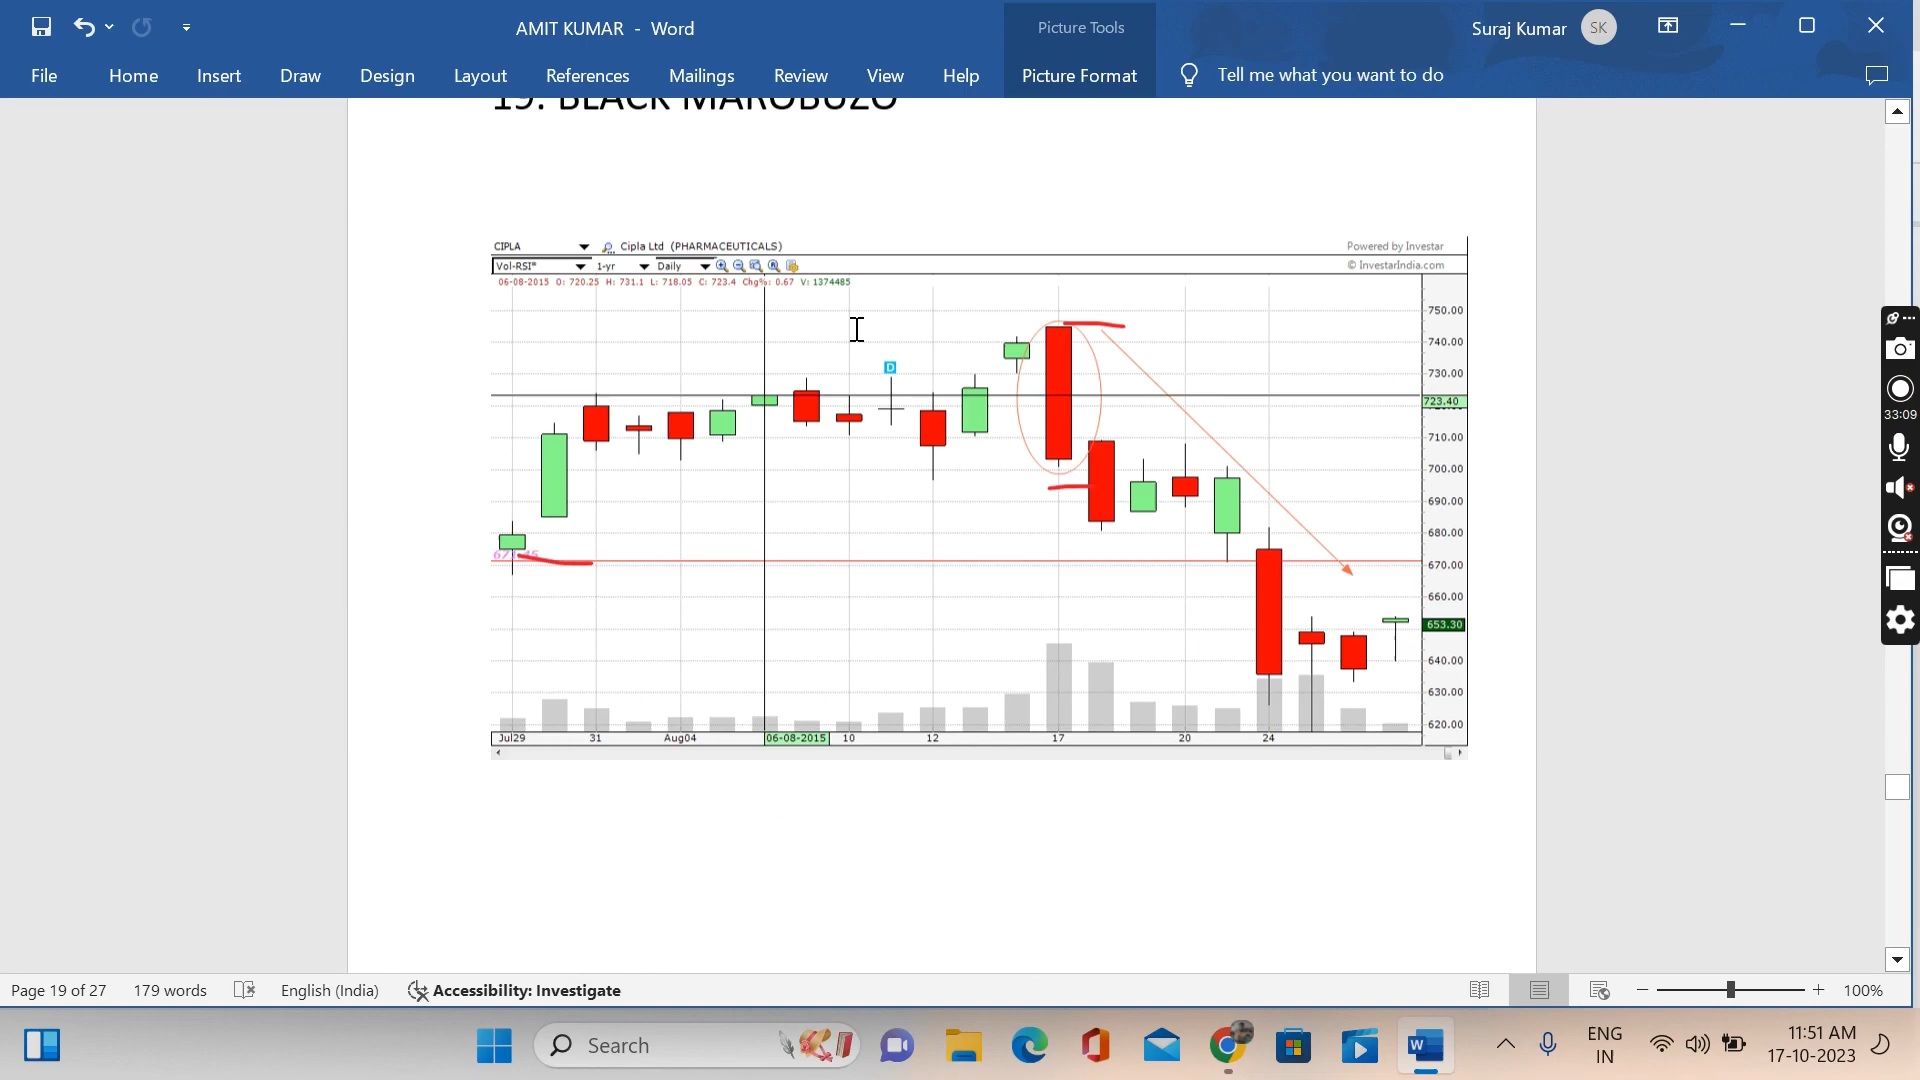 AMIT KUMAR - Word
Picture Tools
Suraj Kumar
SK
File
Home
Insert
Draw
Design
Layout
References
Mailings
Review
View
Help
Picture Format
Tell me what you want to do
19. BLACK MAROBUZO
CIPLA
Cipla Ltd (PHARMACEUTICALS)
Powered by Investar
Vol-RSI*
1-yr
Daily
© InvestarIndia.com
06-08-2015 O: 720.25 H: 731.1 L: 718.05 C: 723.4 Chg%: 0.67 V: 1374485
750.00
740.00
730.00
723.40
710.00
700.00
690.00
680.00
670.00
660.00
653.30
640.00
630.00
620.00
D
Jul29
31
Aug04
06-08-2015
10
12
17
20
24
33:09
Page 19 of 27
179 words
English (India)
Accessibility: Investigate
100%
Search
ENG
IN
11:51 AM
17-10-2023